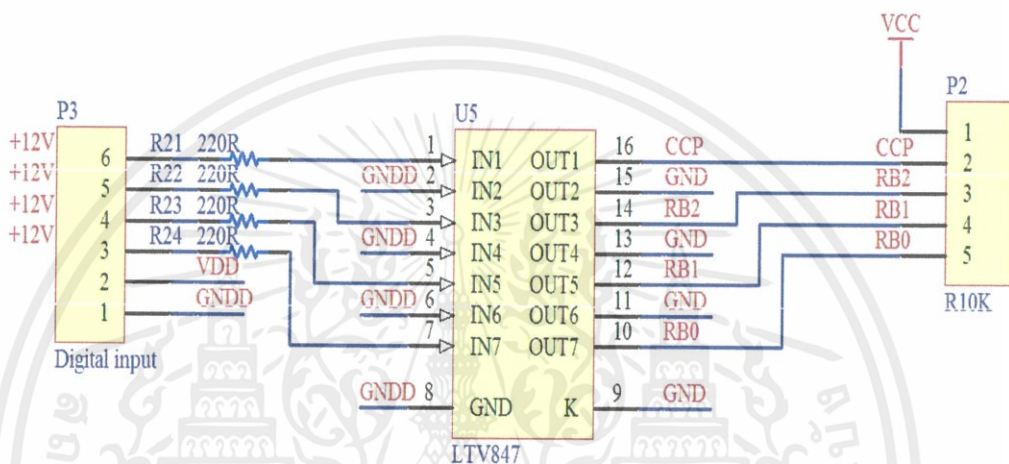 VCC
P3
U5
P2
+12V
+12V
+12V
+12V
6
5
4
3
2
1
R21 220R
R22 220R
R23 220R
R24 220R
VDD
GNDD
Digital input
1
GNDD 2
3
GNDD 4
5
GNDD 6
7
GNDD 8
IN1 OUT1
IN2 OUT2
IN3 OUT3
IN4 OUT4
IN5 OUT5
IN6 OUT6
IN7 OUT7
GND K
LTV847
16 CCP
15 GND
14 RB2
13 GND
12 RB1
11 GND
10 RB0
9 GND
CCP
RB2
RB1
RB0
1
2
3
4
5
R10K